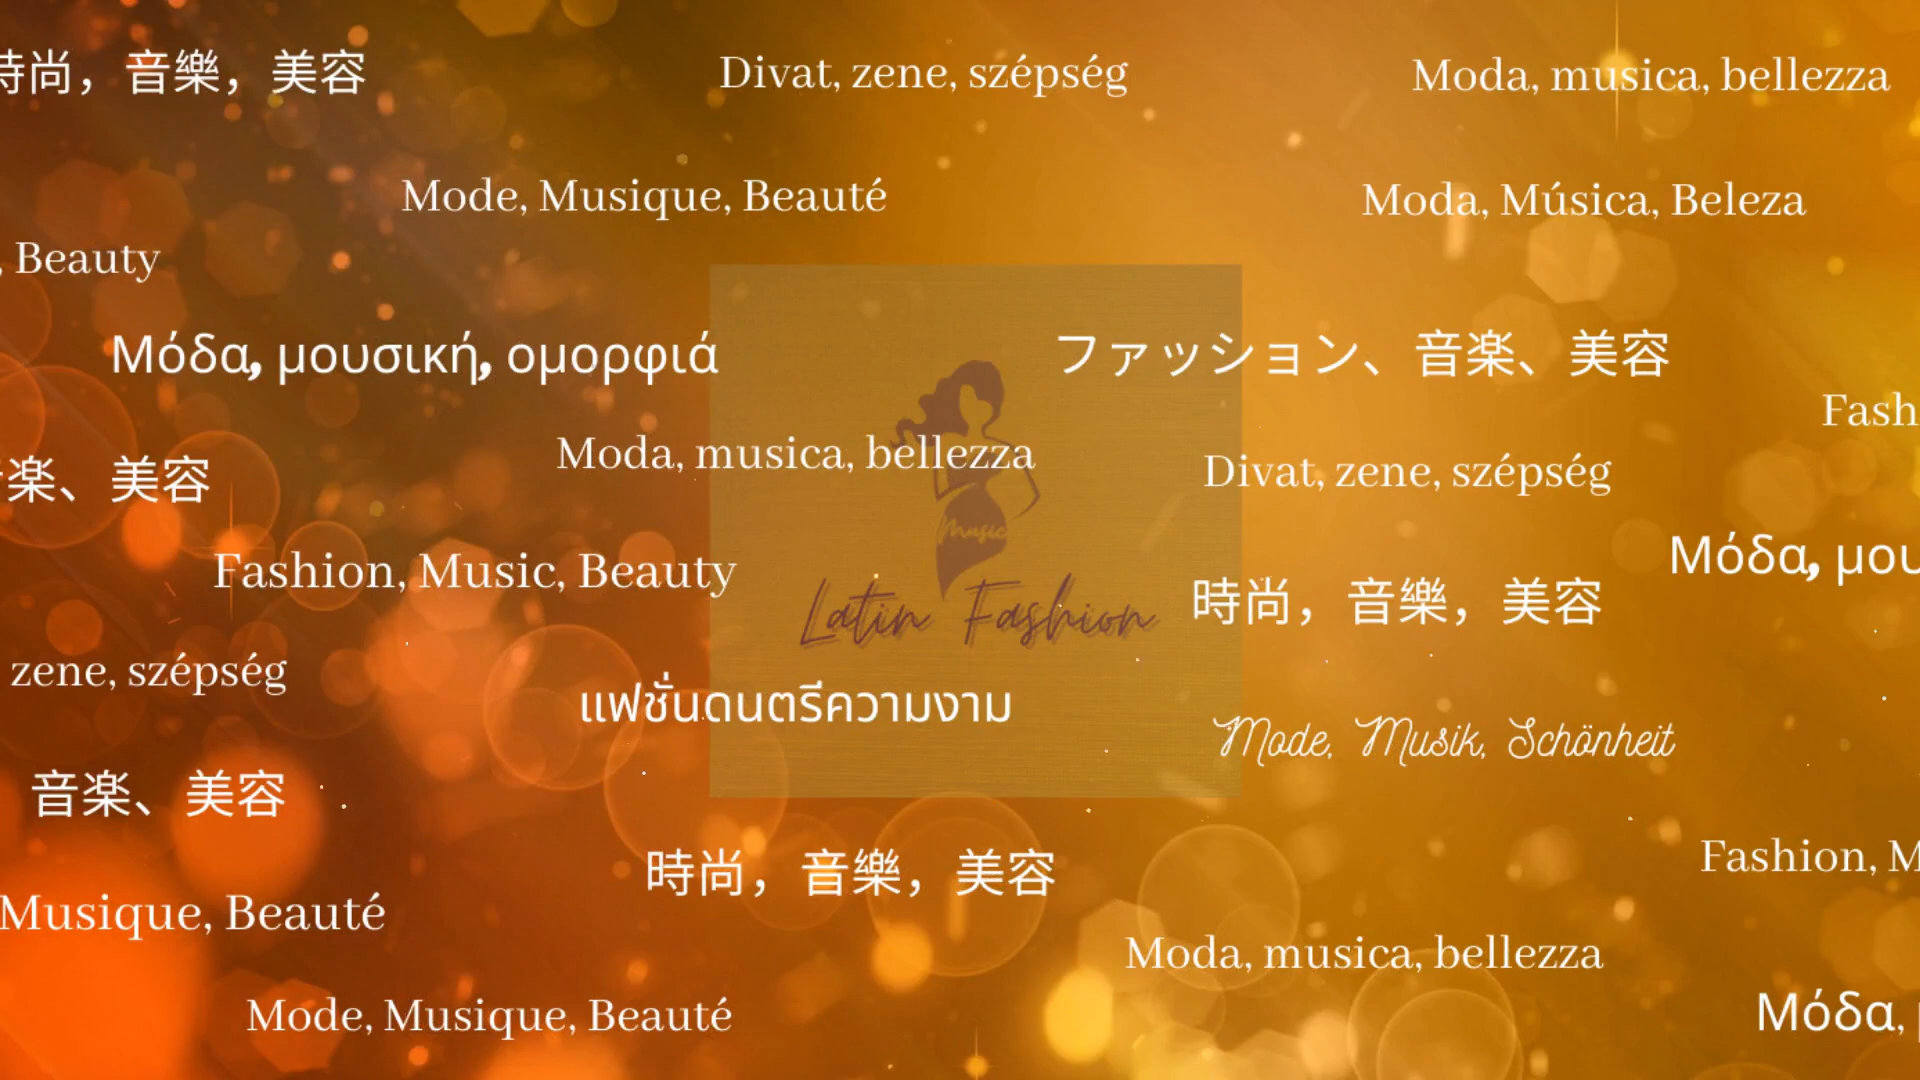 時尚，音樂，美容
Divat, zene, szépség
Moda, musica, bellezza
Mode, Musique, Beauté
Moda, Música, Beleza
, Beauty
Μόδα, μουσική, ομορφιά
ファッション、音楽、美容
Fash
Moda, musica, bellezza
Divat, zene, szépség
楽、美容
Music
Μόδα, μου
Fashion, Music, Beauty
時尚，音樂，美容
Latin Fashion
zene, szépség
แฟชั่นดนตรีความงาม
Mode, Musik, Schönheit
音楽、美容
時尚，音樂，美容
Fashion, M
Musique, Beauté
Moda, musica, bellezza
Mode, Musique, Beauté
Μόδα,